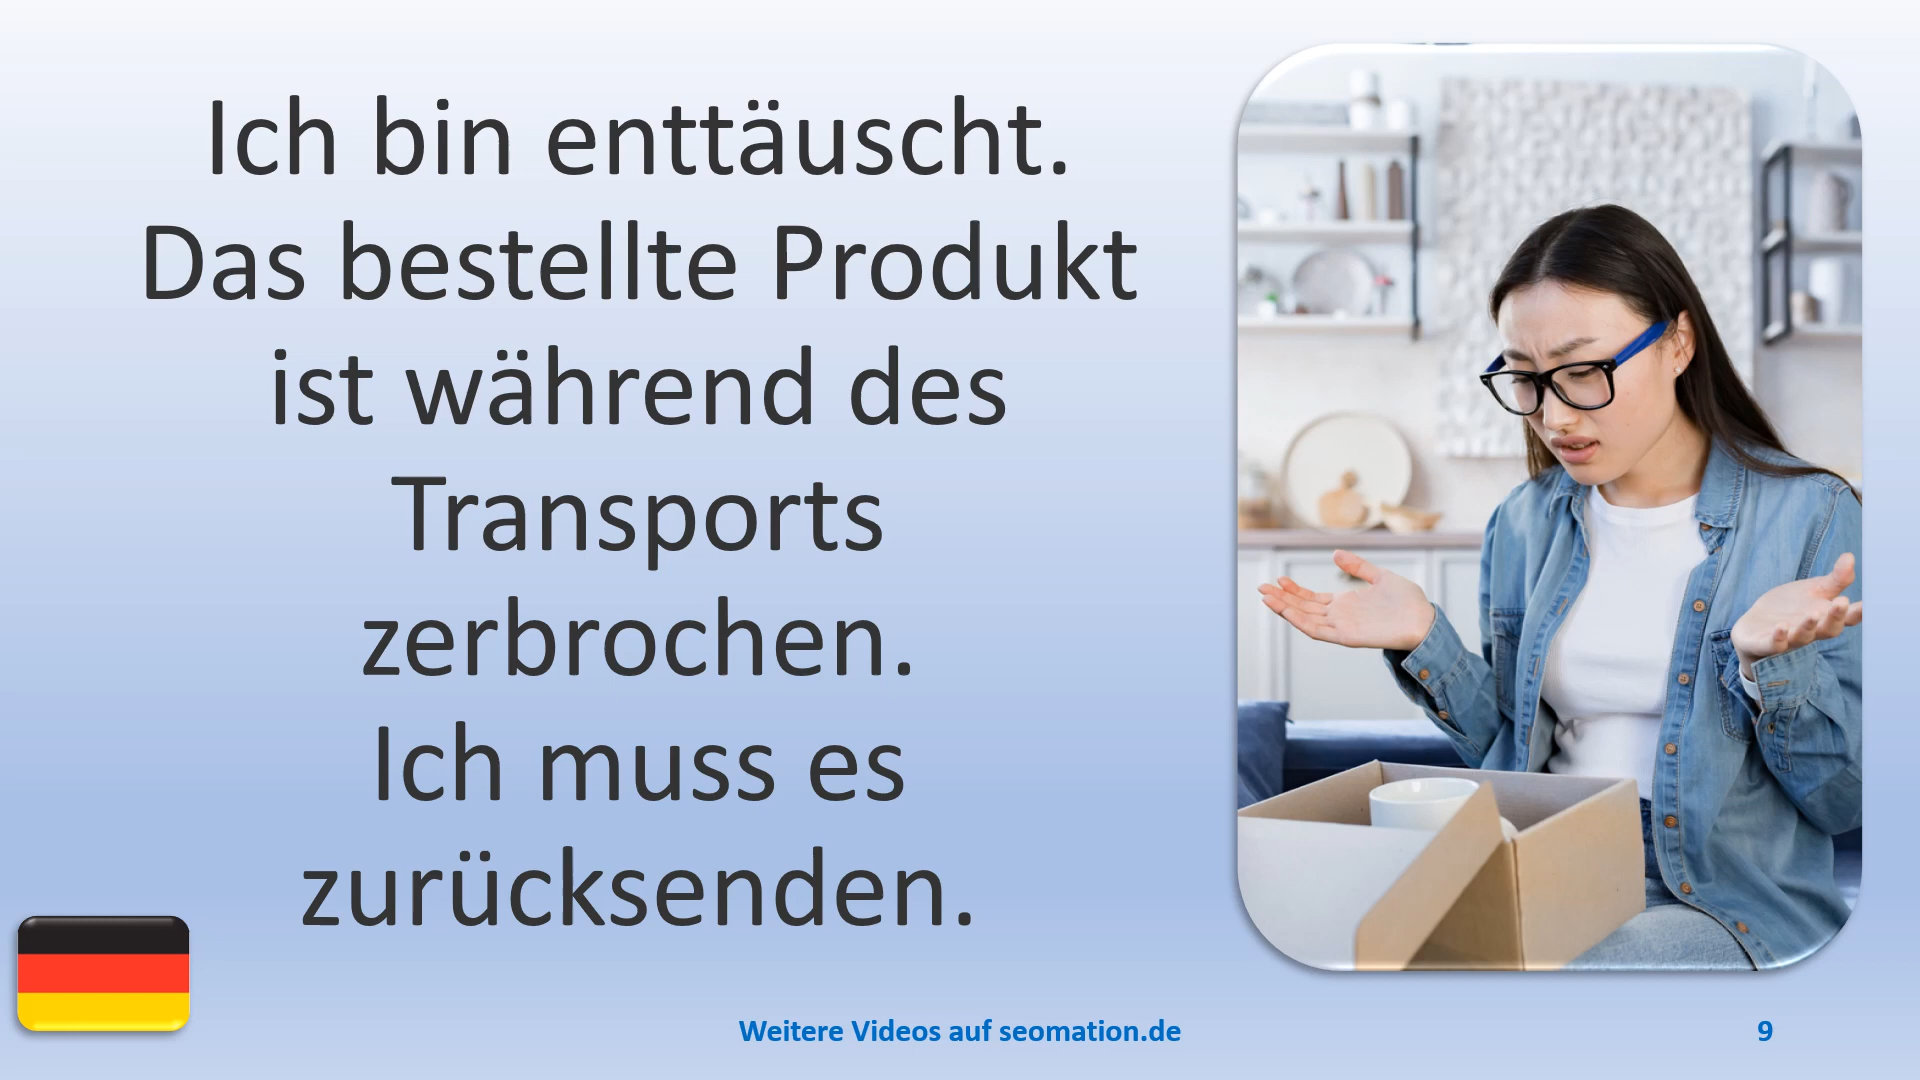 Ich bin enttäuscht.
Das bestellte Produkt
ist während des
Transports
zerbrochen.
Ich muss es
zurücksenden.
Weitere Videos auf seomation.de
9